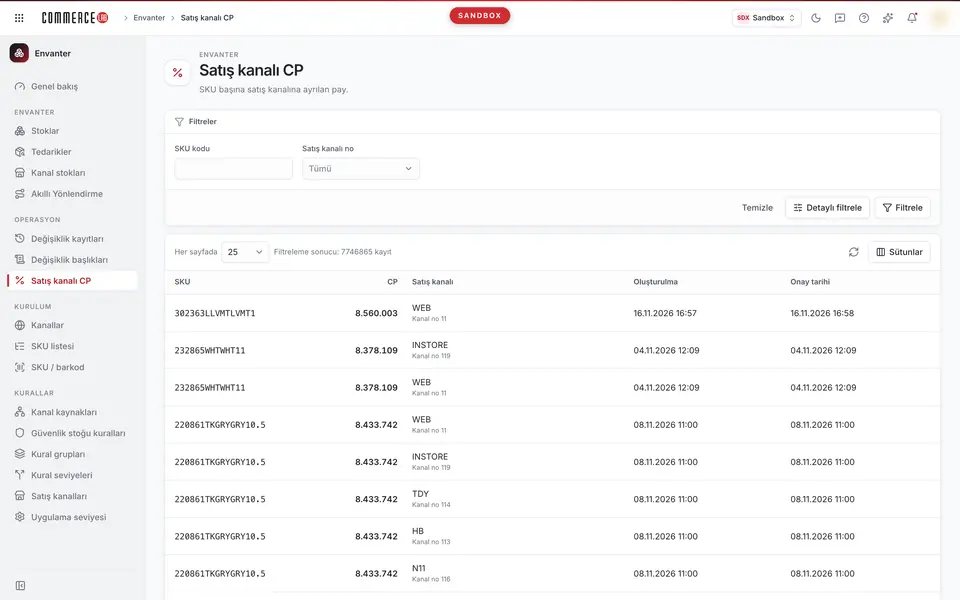 COMMERCE LAB
Envanter
Satış kanalı CP
SANDBOX
SDX Sandbox
Envanter
Genel bakış
ENVANTER
Stoklar
Tedarikler
Kanal stokları
Akıllı Yönlendirme
OPERASYON
Değişiklik kayıtları
Değişiklik başlıkları
Satış kanalı CP
KURULUM
Kanallar
SKU listesi
SKU / barkod
KURALLAR
Kanal kaynakları
Güvenlik stoğu kuralları
Kural grupları
Kural seviyeleri
Satış kanalları
Uygulama seviyesi
ENVANTER
Satış kanalı CP
SKU başına satış kanalına ayrılan pay.
Filtreler
SKU kodu
Satış kanalı no
Tümü
Temizle
Detaylı filtrele
Filtrele
Her sayfada 25 Filtreleme sonucu: 7746865 kayıt
Sütunlar
SKU CP Satış kanalı Oluşturulma Onay tarihi
302363LLVMTLVMT1 8.560.003 WEB 16.11.2026 16:57 16.11.2026 16:58
Kanal no 11
232865WHTWHT11 8.378.109 INSTORE 04.11.2026 12:09 04.11.2026 12:09
Kanal no 119
232865WHTWHT11 8.378.109 WEB 04.11.2026 12:09 04.11.2026 12:09
Kanal no 11
220861TKGRYGRY10.5 8.433.742 WEB 08.11.2026 11:00 08.11.2026 11:00
Kanal no 11
220861TKGRYGRY10.5 8.433.742 INSTORE 08.11.2026 11:00 08.11.2026 11:00
Kanal no 119
220861TKGRYGRY10.5 8.433.742 TDY 08.11.2026 11:00 08.11.2026 11:00
Kanal no 114
220861TKGRYGRY10.5 8.433.742 HB 08.11.2026 11:00 08.11.2026 11:00
Kanal no 113
220861TKGRYGRY10.5 8.433.742 N11 08.11.2026 11:00 08.11.2026 11:00
Kanal no 116